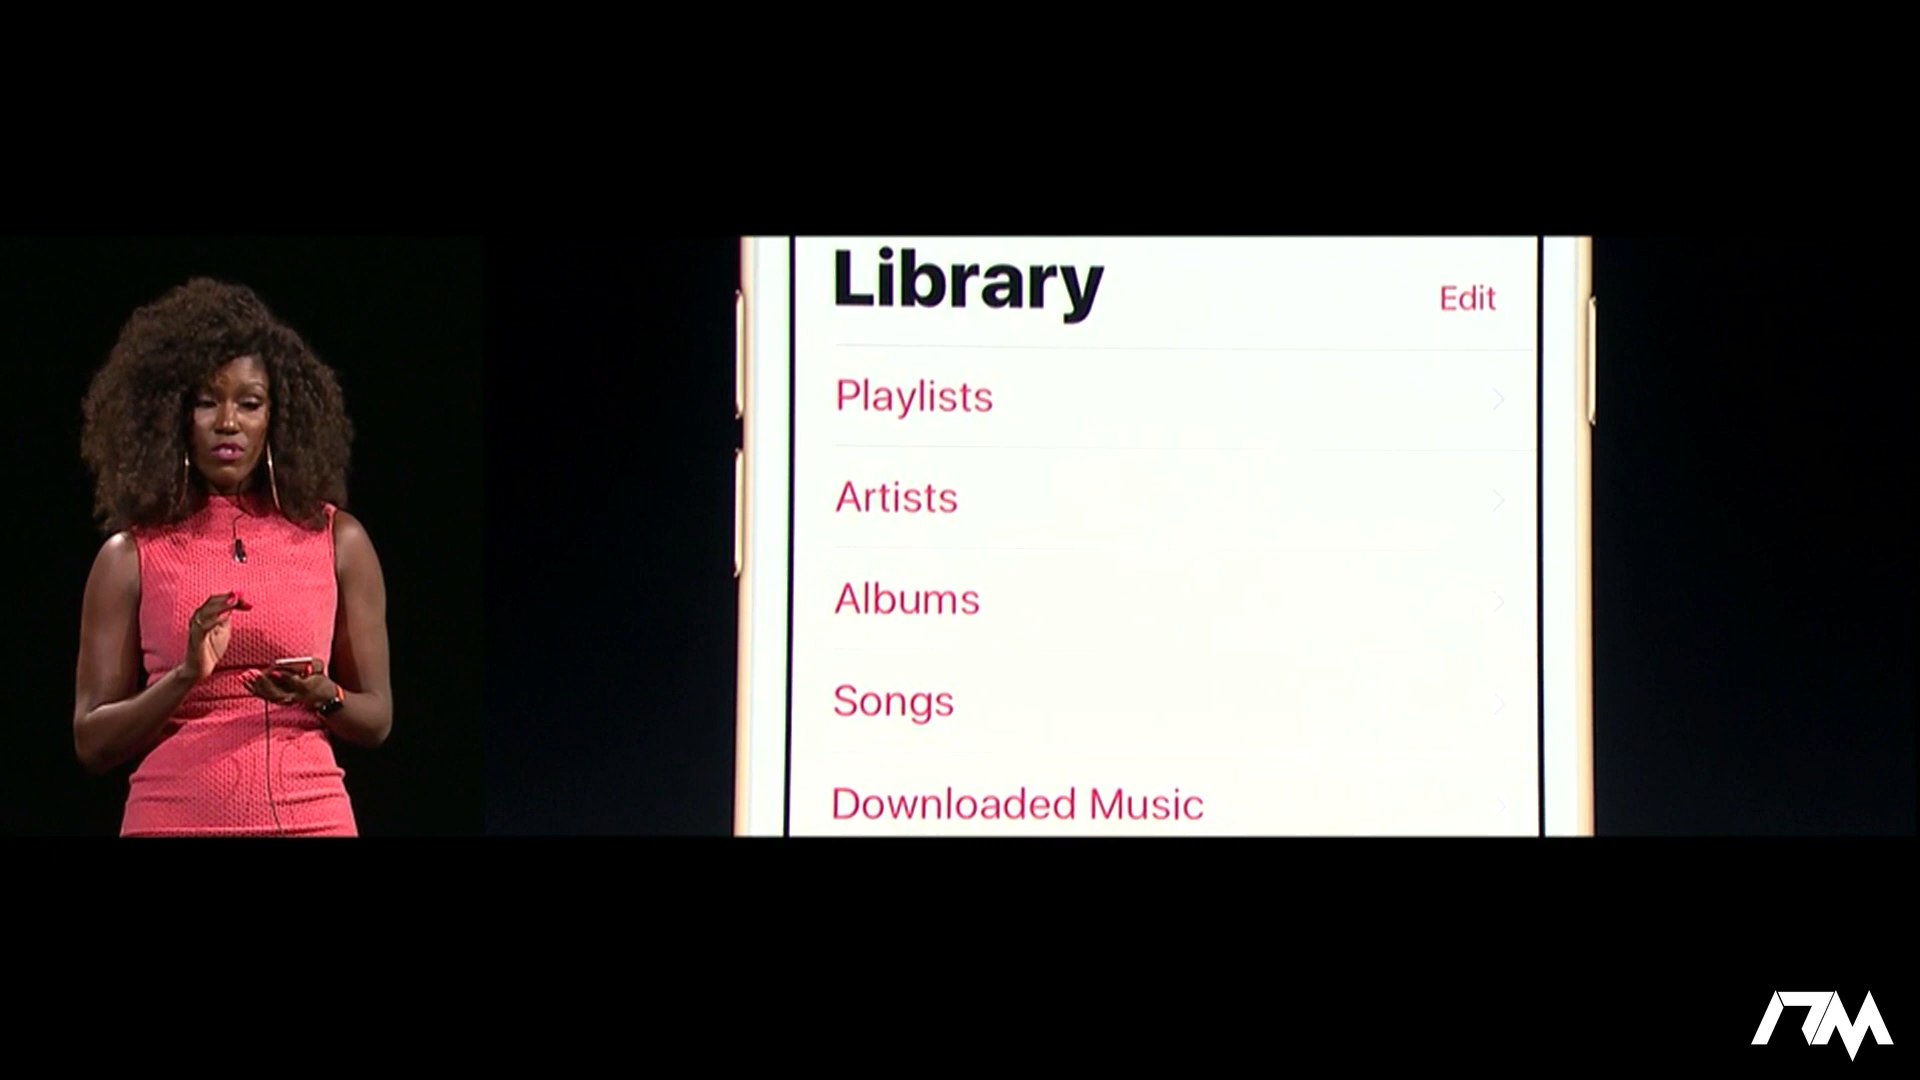 Library
Edit
Playlists
Artists
Albums
Songs
Downloaded Music